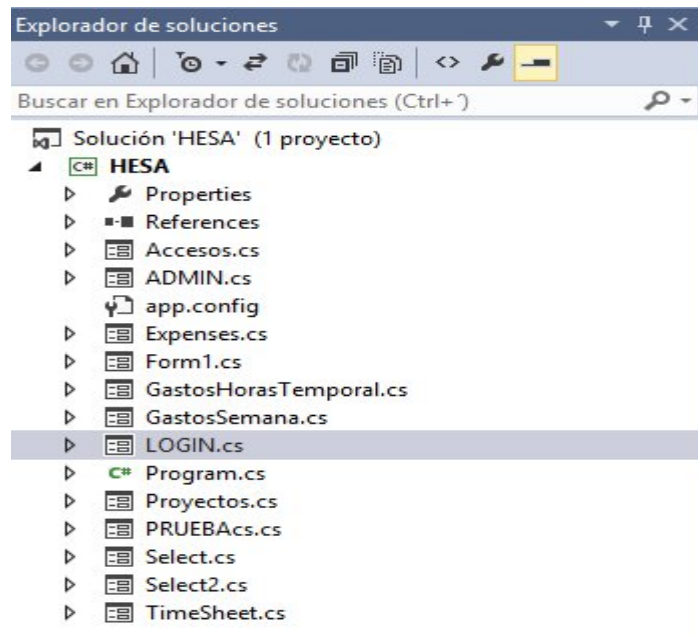 Explorador de soluciones
Buscar en Explorador de soluciones (Ctrl+´)
Solución 'HESA' (1 proyecto)
C# HESA
Properties
References
Accesos.cs
ADMIN.cs
app.config
Expenses.cs
Form1.cs
GastosHorasTemporal.cs
GastosSemana.cs
LOGIN.cs
C# Program.cs
Proyectos.cs
PRUEBAcs.cs
Select.cs
Select2.cs
TimeSheet.cs